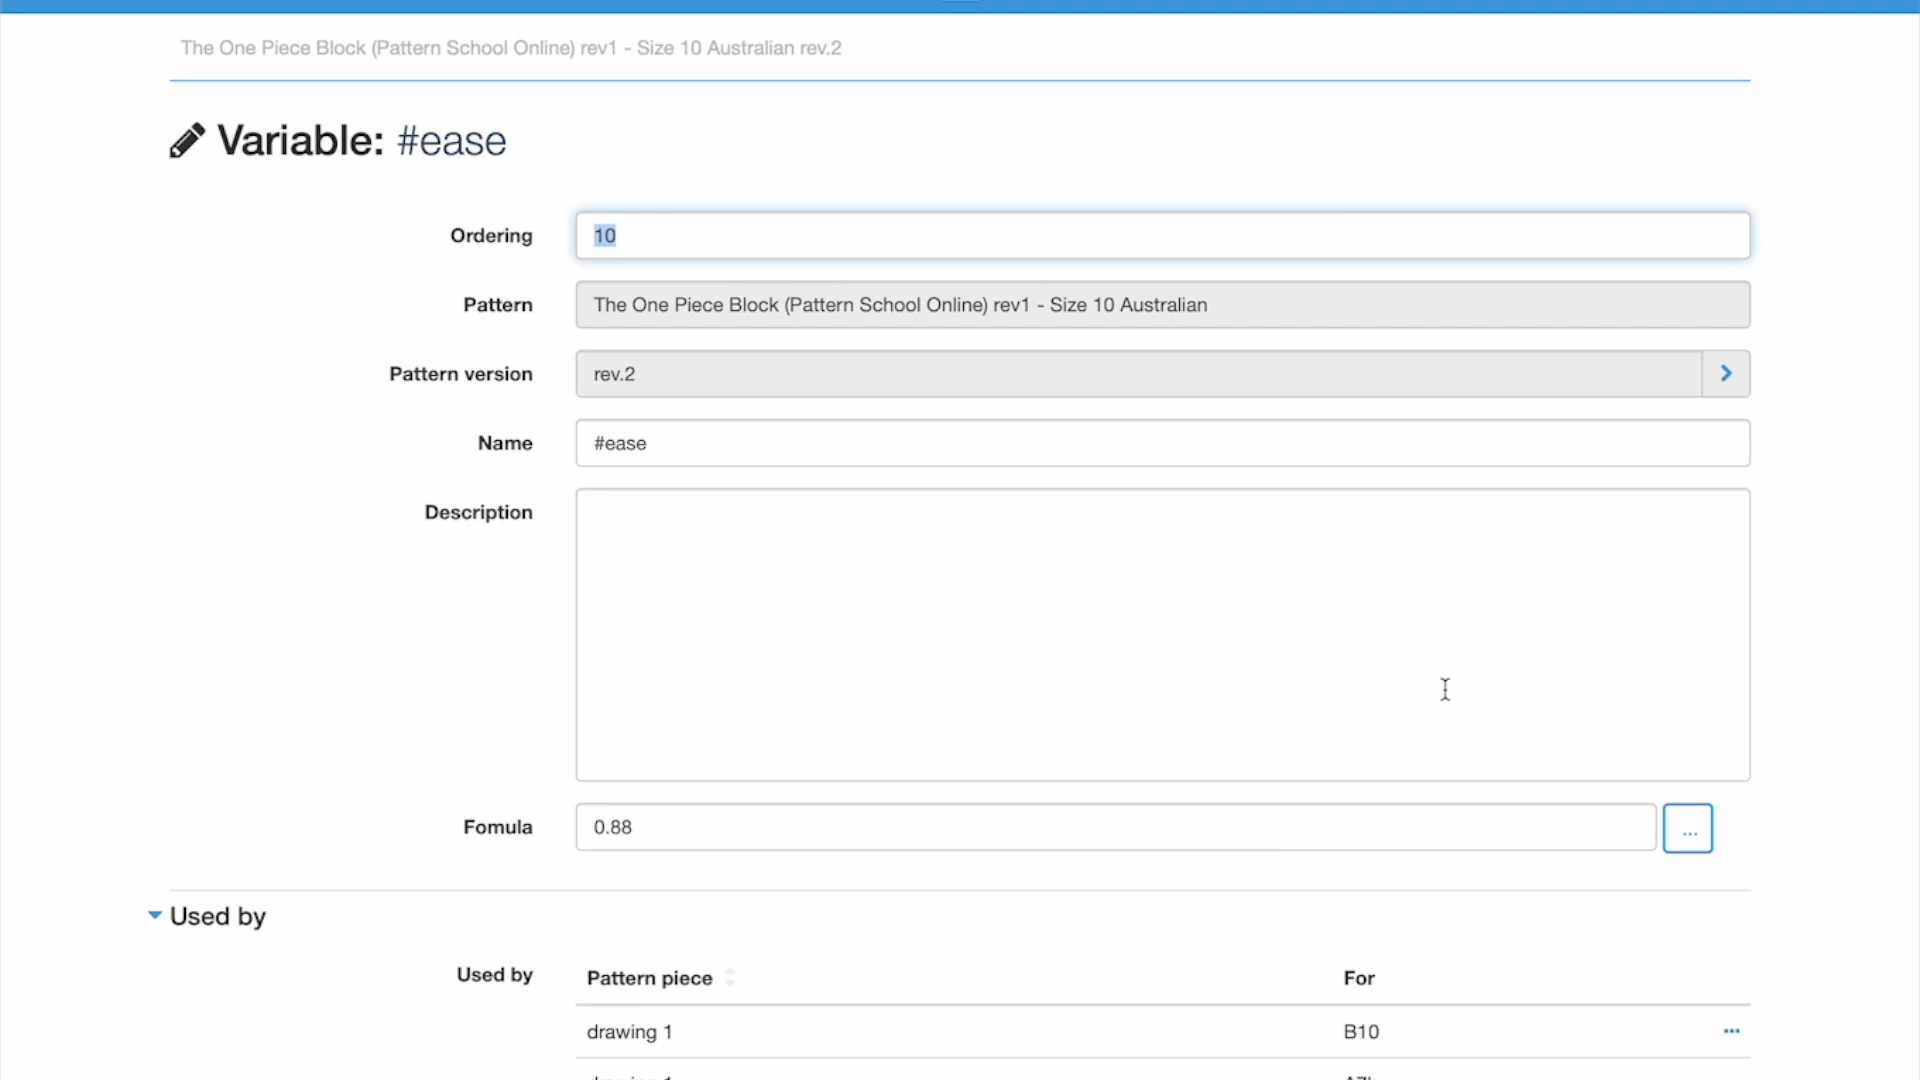 The One Piece Block (Pattern School Online) rev1 - Size 10 Australian rev.2
Variable: #ease
Ordering 10
Pattern The One Piece Block (Pattern School Online) rev1 - Size 10 Australian
Pattern version rev.2
Name #ease
Description
Fomula 0.88 ...
Used by
Used by Pattern piece For
drawing 1 B10 ...